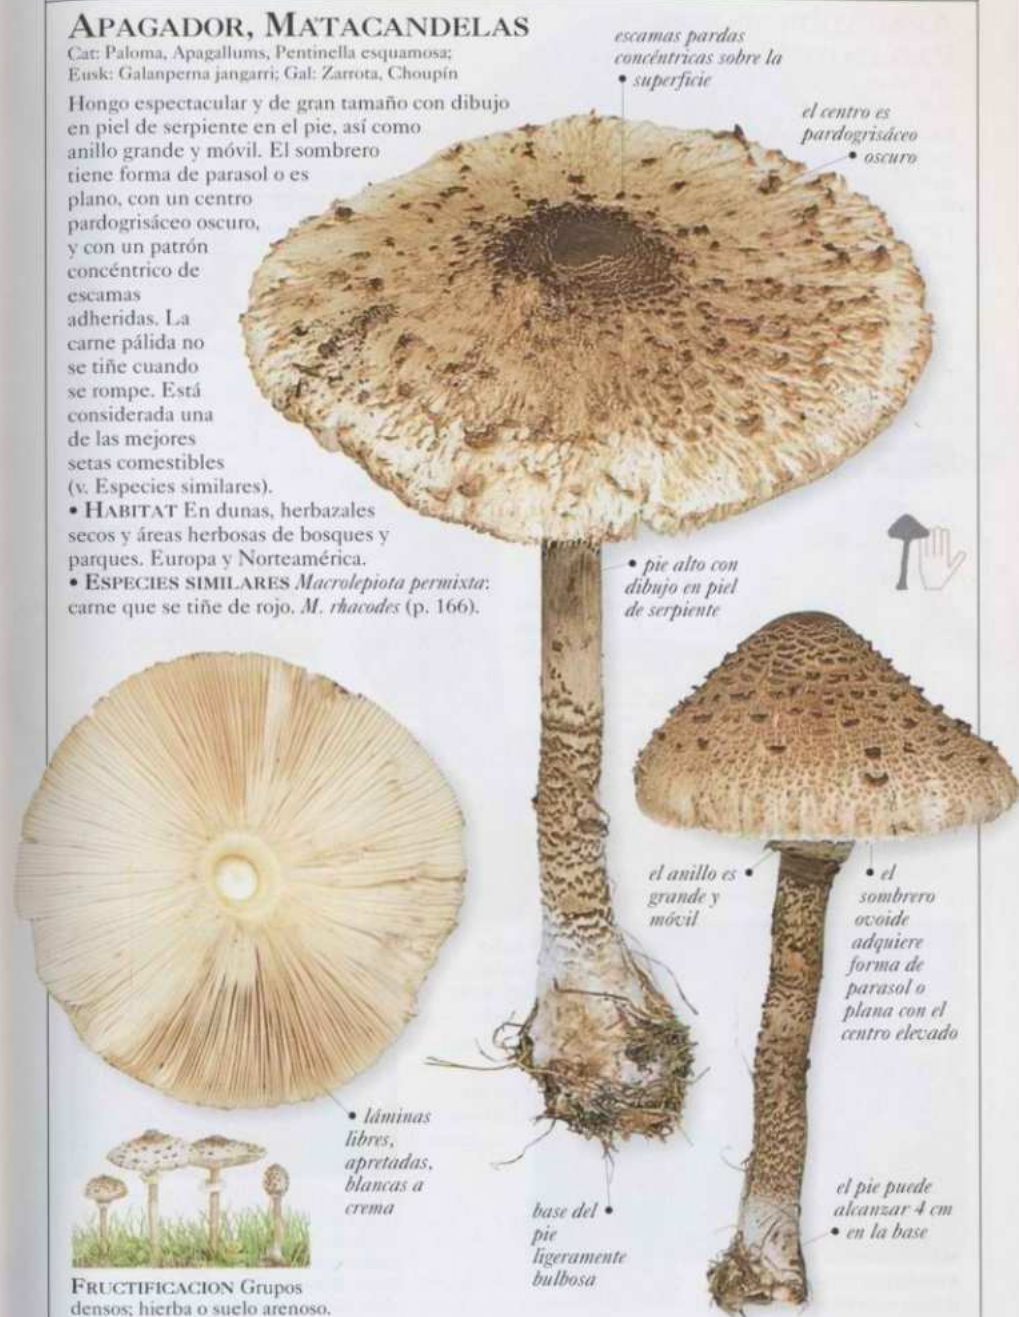 APAGADOR, MATACANDELAS
Cat: Paloma, Apagallums, Pentinella esquamosa;
Eusk: Galanperna jangarri; Gal: Zarrota, Choupín
Hongo espectacular y de gran tamaño con dibujo
en piel de serpiente en el pie, así como
anillo grande y móvil. El sombrero
tiene forma de parasol o es
plano, con un centro
pardogrisáceo oscuro,
y con un patrón
concéntrico de
escamas
adheridas. La
carne pálida no
se tiñe cuando
se rompe. Está
considerada una
de las mejores
setas comestibles
(v. Especies similares).
• HABITAT En dunas, herbazales
secos y áreas herbosas de bosques y
parques. Europa y Norteamérica.
• ESPECIES SIMILARES Macrolepiota permixta:
carne que se tiñe de rojo. M. rhacodes (p. 166).
escamas pardas
concéntricas sobre la
• superficie
el centro es
pardogrisáceo
• oscuro
• pie alto con
dibujo en piel
de serpiente
el anillo es •
grande y
móvil
• el
sombrero
ovoide
adquiere
forma de
parasol o
plana con el
centro elevado
• láminas
libres,
apretadas,
blancas a
crema
base del •
pie
ligeramente
bulbosa
el pie puede
alcanzar 4 cm
• en la base
FRUCTIFICACION Grupos
densos; hierba o suelo arenoso.